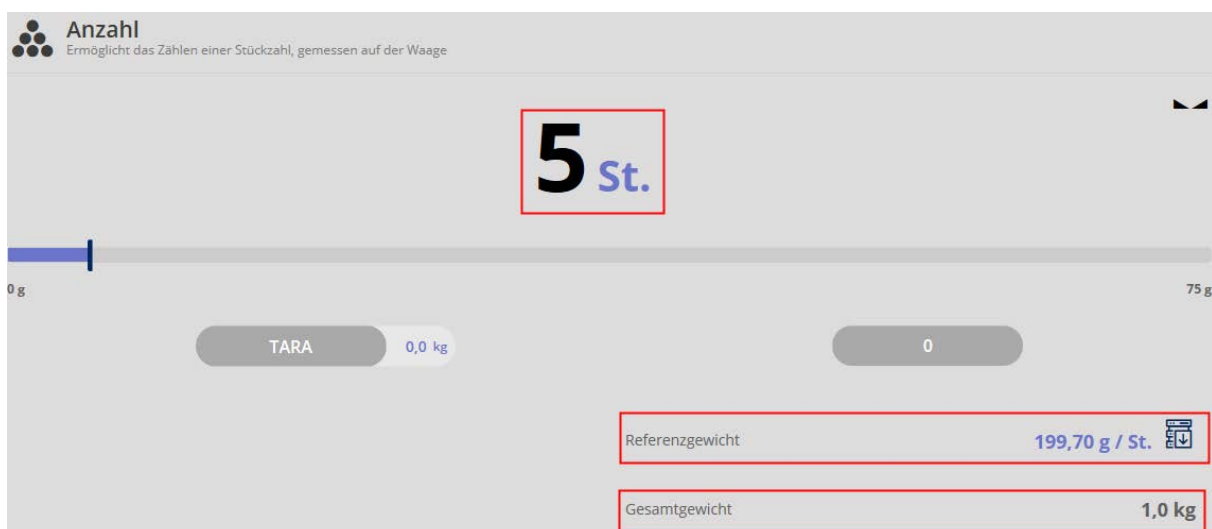 Anzahl
Ermöglicht das Zählen einer Stückzahl, gemessen auf der Waage
5 St.
0 g
75 g
TARA 0,0 kg
0
Referenzgewicht 199,70 g / St.
Gesamtgewicht 1,0 kg